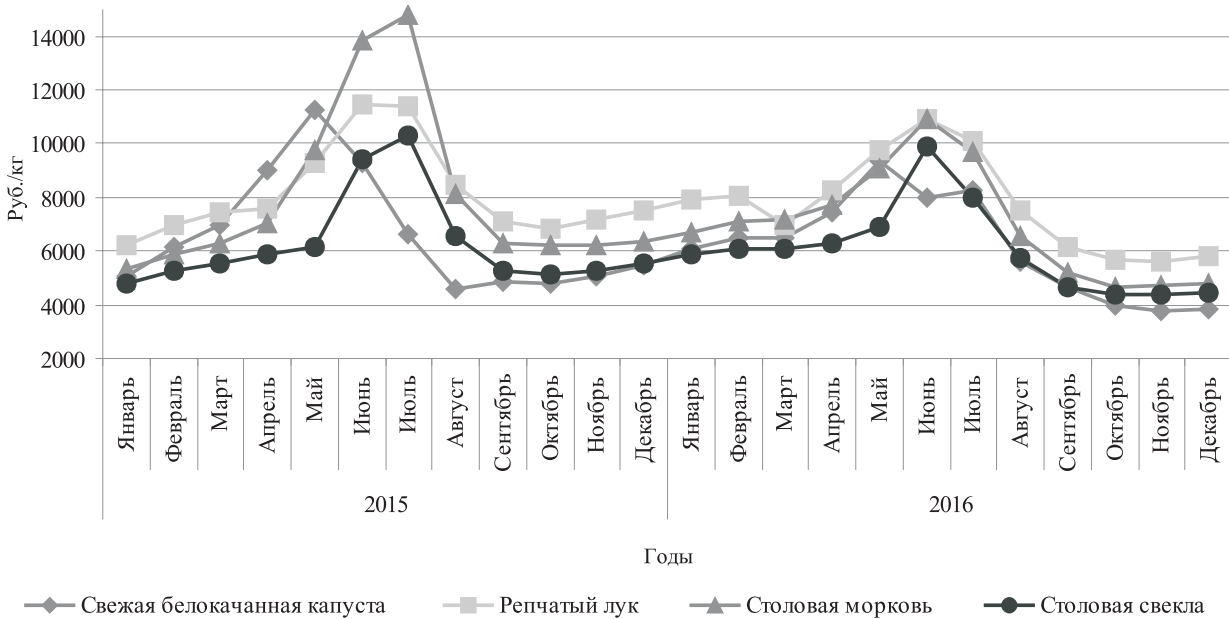 14000
12000
10000
8000
6000
4000
2000
Руб./кг
Январь
Февраль
Март
Апрель
Май
Июнь
Июль
Август
Сентябрь
Октябрь
Ноябрь
Декабрь
Январь
Февраль
Март
Апрель
Май
Июнь
Июль
Август
Сентябрь
Октябрь
Ноябрь
Декабрь
2015 2016
Годы
Свежая белокачанная капуста Репчатый лук Столовая морковь Столовая свекла